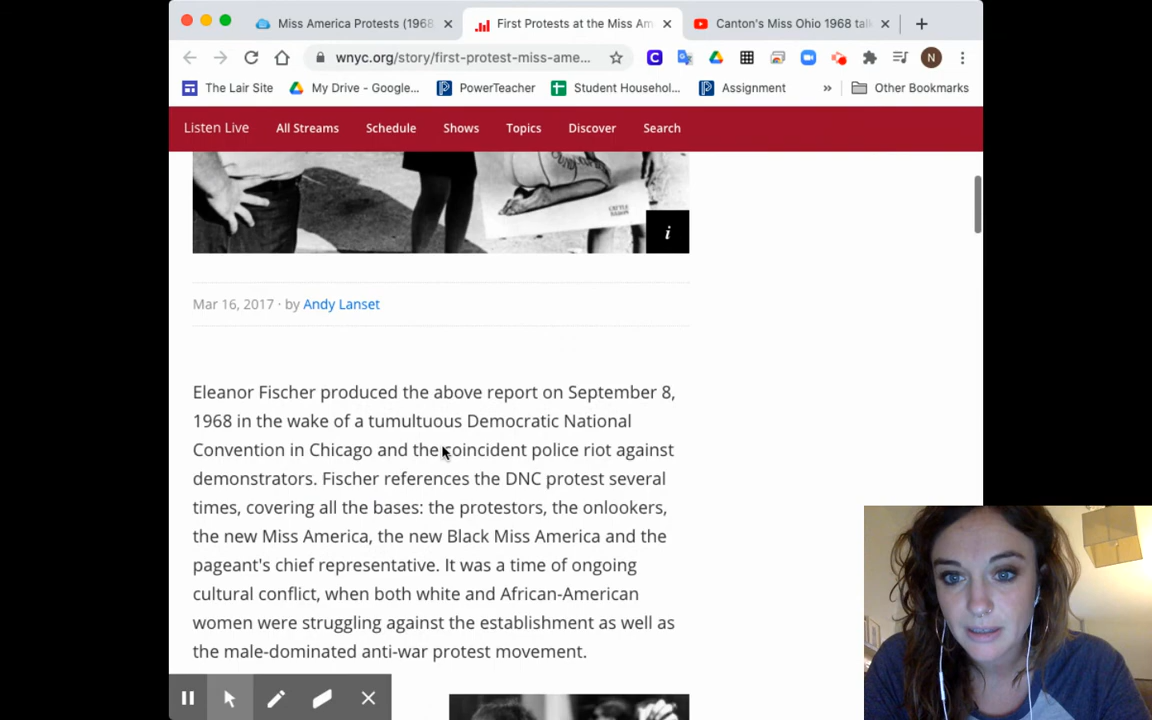 Miss America Protests (1968
First Protests at the Miss Am
Canton's Miss Ohio 1968 talk
wnyc.org/story/first-protest-miss-ame...
N
The Lair Site
My Drive - Google...
PowerTeacher
Student Househol...
Assignment
»
Other Bookmarks
Listen Live
All Streams
Schedule
Shows
Topics
Discover
Search
CATTLE
i
Mar 16, 2017 · by Andy Lanset
Eleanor Fischer produced the above report on September 8,
1968 in the wake of a tumultuous Democratic National
Convention in Chicago and the coincident police riot against
demonstrators. Fischer references the DNC protest several
times, covering all the bases: the protestors, the onlookers,
the new Miss America, the new Black Miss America and the
pageant's chief representative. It was a time of ongoing
cultural conflict, when both white and African-American
women were struggling against the establishment as well as
the male-dominated anti-war protest movement.